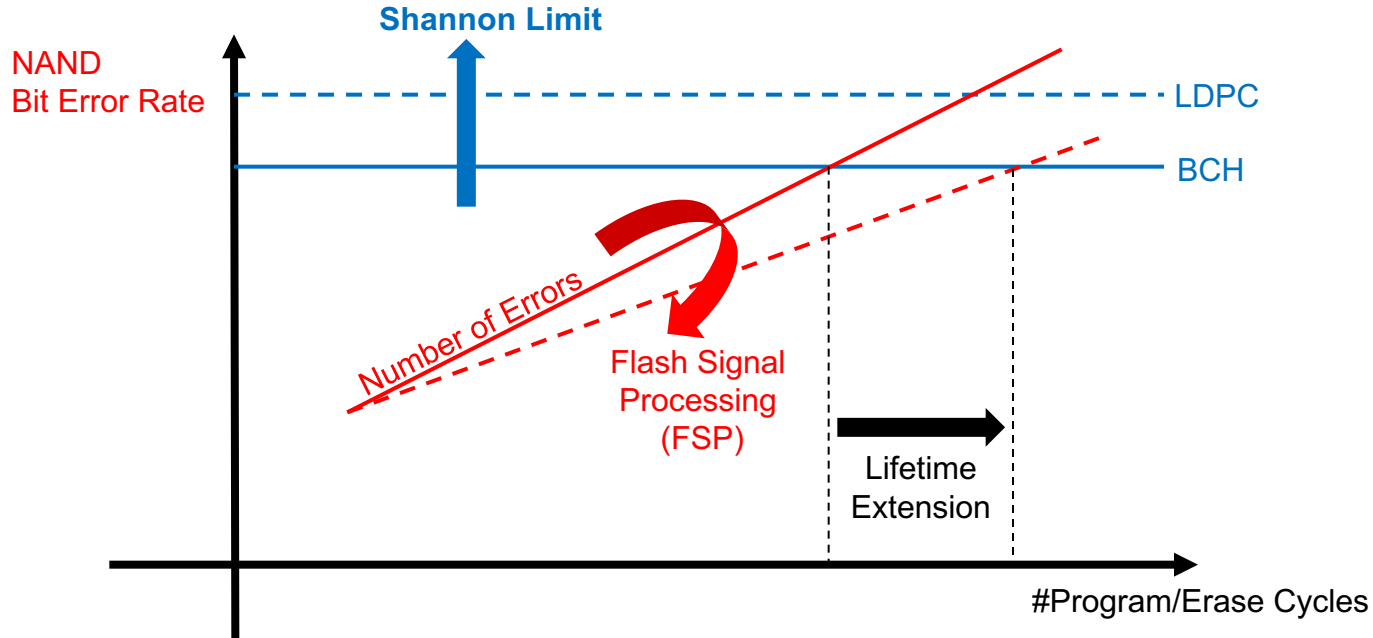 Shannon Limit
NAND
Bit Error Rate
LDPC
BCH
Number of Errors
Flash Signal
Processing
(FSP)
Lifetime
Extension
#Program/Erase Cycles